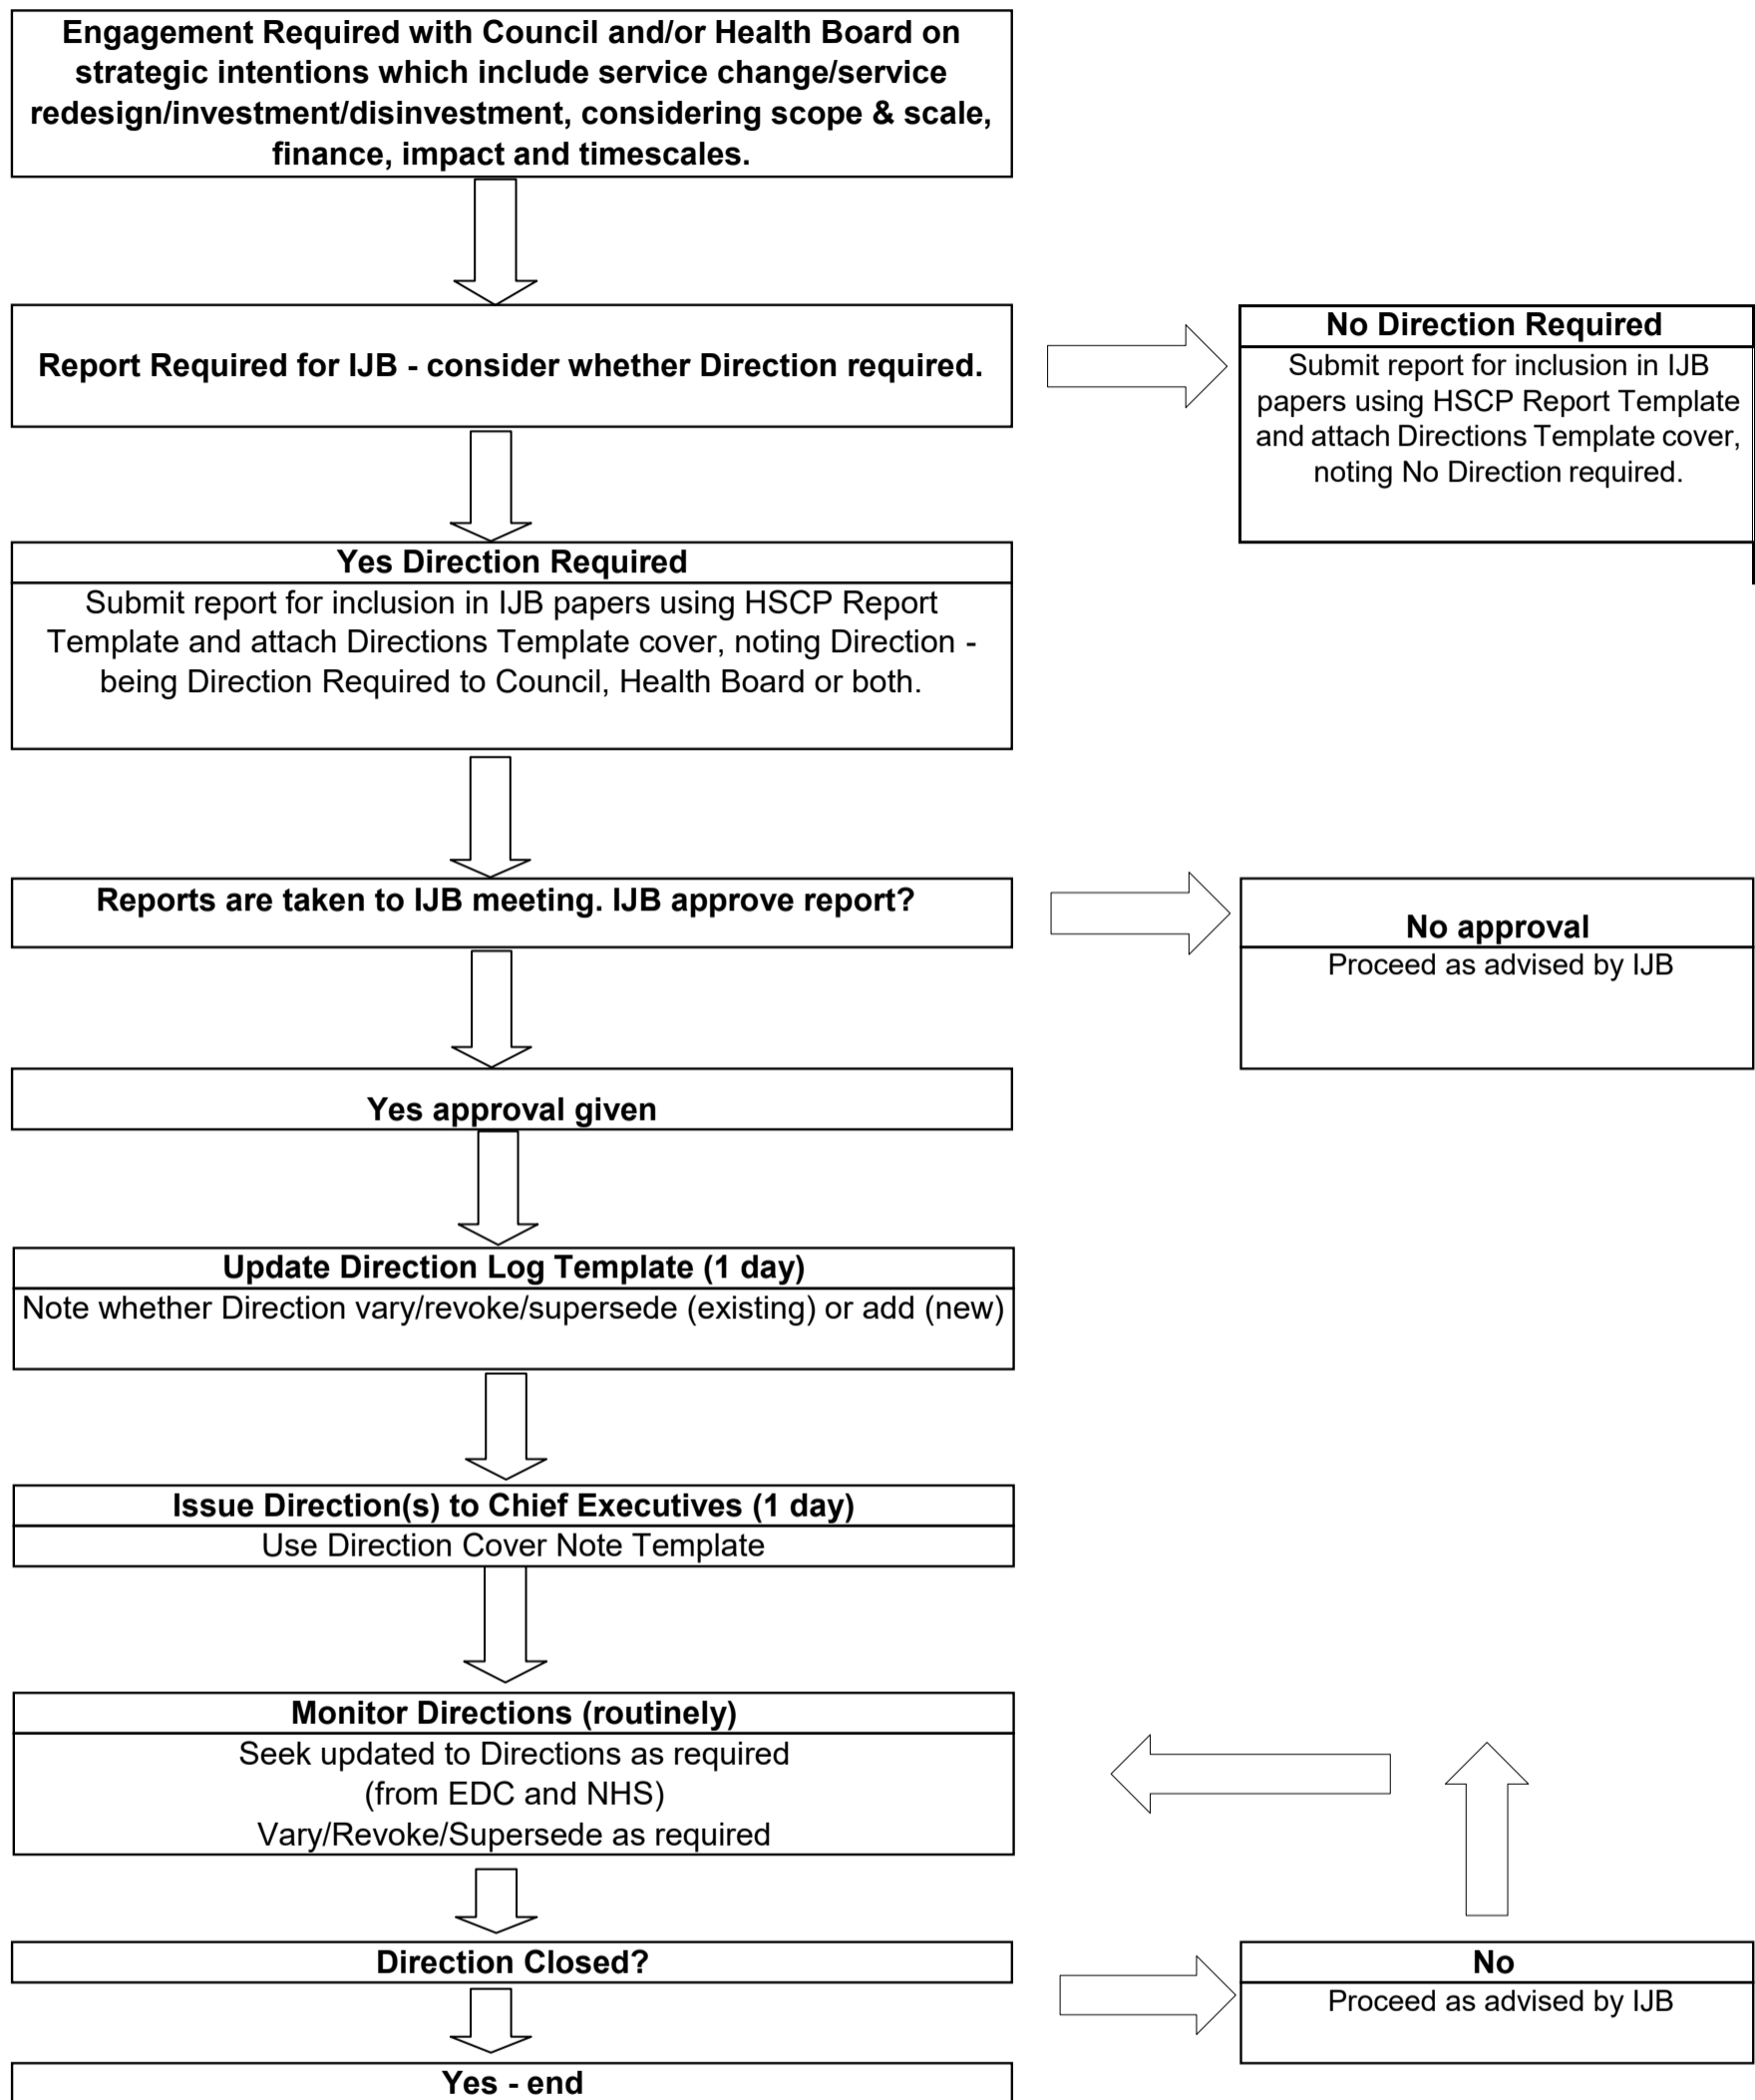 Engagement Required with Council and/or Health Board on
strategic intentions which include service change/service
redesign/investment/disinvestment, considering scope & scale,
finance, impact and timescales.
Report Required for IJB - consider whether Direction required.
No Direction Required
Submit report for inclusion in IJB
papers using HSCP Report Template
and attach Directions Template cover,
noting No Direction required.
Yes Direction Required
Submit report for inclusion in IJB papers using HSCP Report
Template and attach Directions Template cover, noting Direction -
being Direction Required to Council, Health Board or both.
Reports are taken to IJB meeting. IJB approve report?
No approval
Proceed as advised by IJB
Yes approval given
Update Direction Log Template (1 day)
Note whether Direction vary/revoke/supersede (existing) or add (new)
Issue Direction(s) to Chief Executives (1 day)
Use Direction Cover Note Template
Monitor Directions (routinely)
Seek updated to Directions as required
(from EDC and NHS)
Vary/Revoke/Supersede as required
Direction Closed?
No
Proceed as advised by IJB
Yes - end